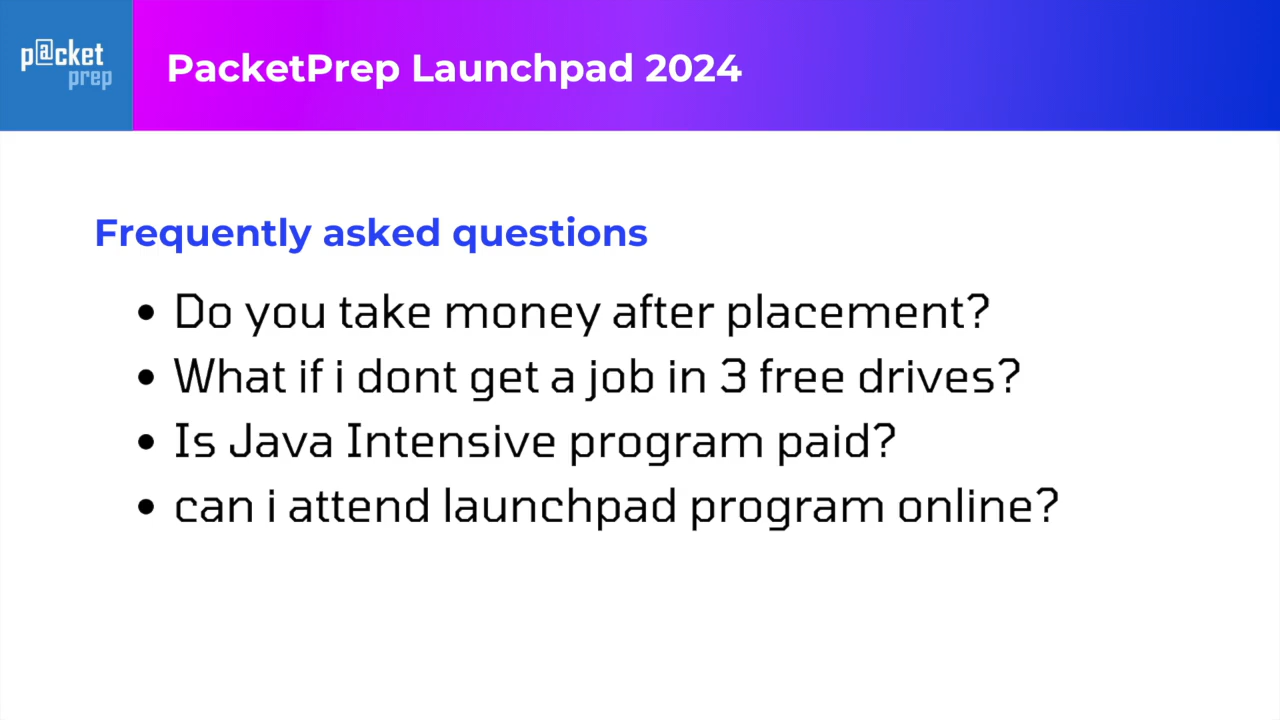 p@cket
prep
PacketPrep Launchpad 2024
Frequently asked questions
• Do you take money after placement?
• What if i dont get a job in 3 free drives?
• Is Java Intensive program paid?
• can i attend launchpad program online?